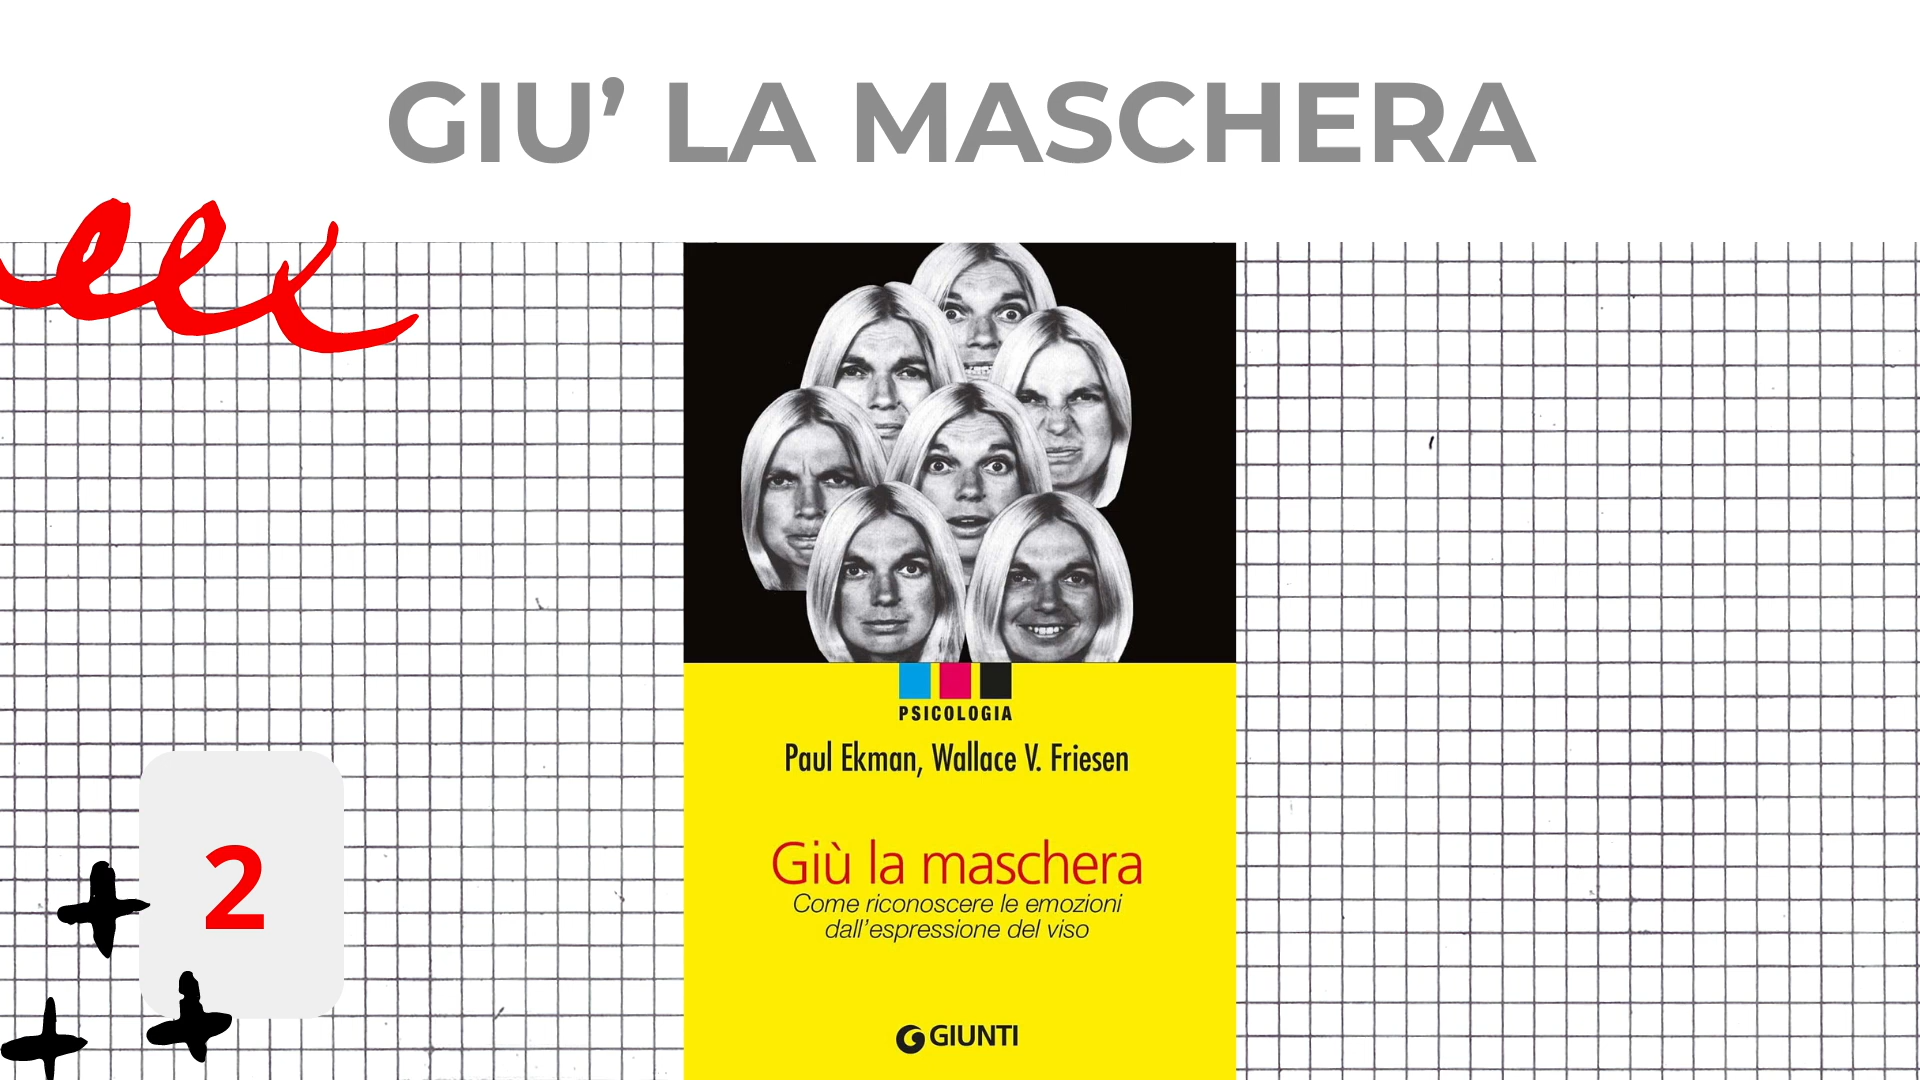 GIU’ LA MASCHERA
PSICOLOGIA
Paul Ekman, Wallace V. Friesen
Giù la maschera
Come riconoscere le emozioni
dall’espressione del viso
GIUNTI
2